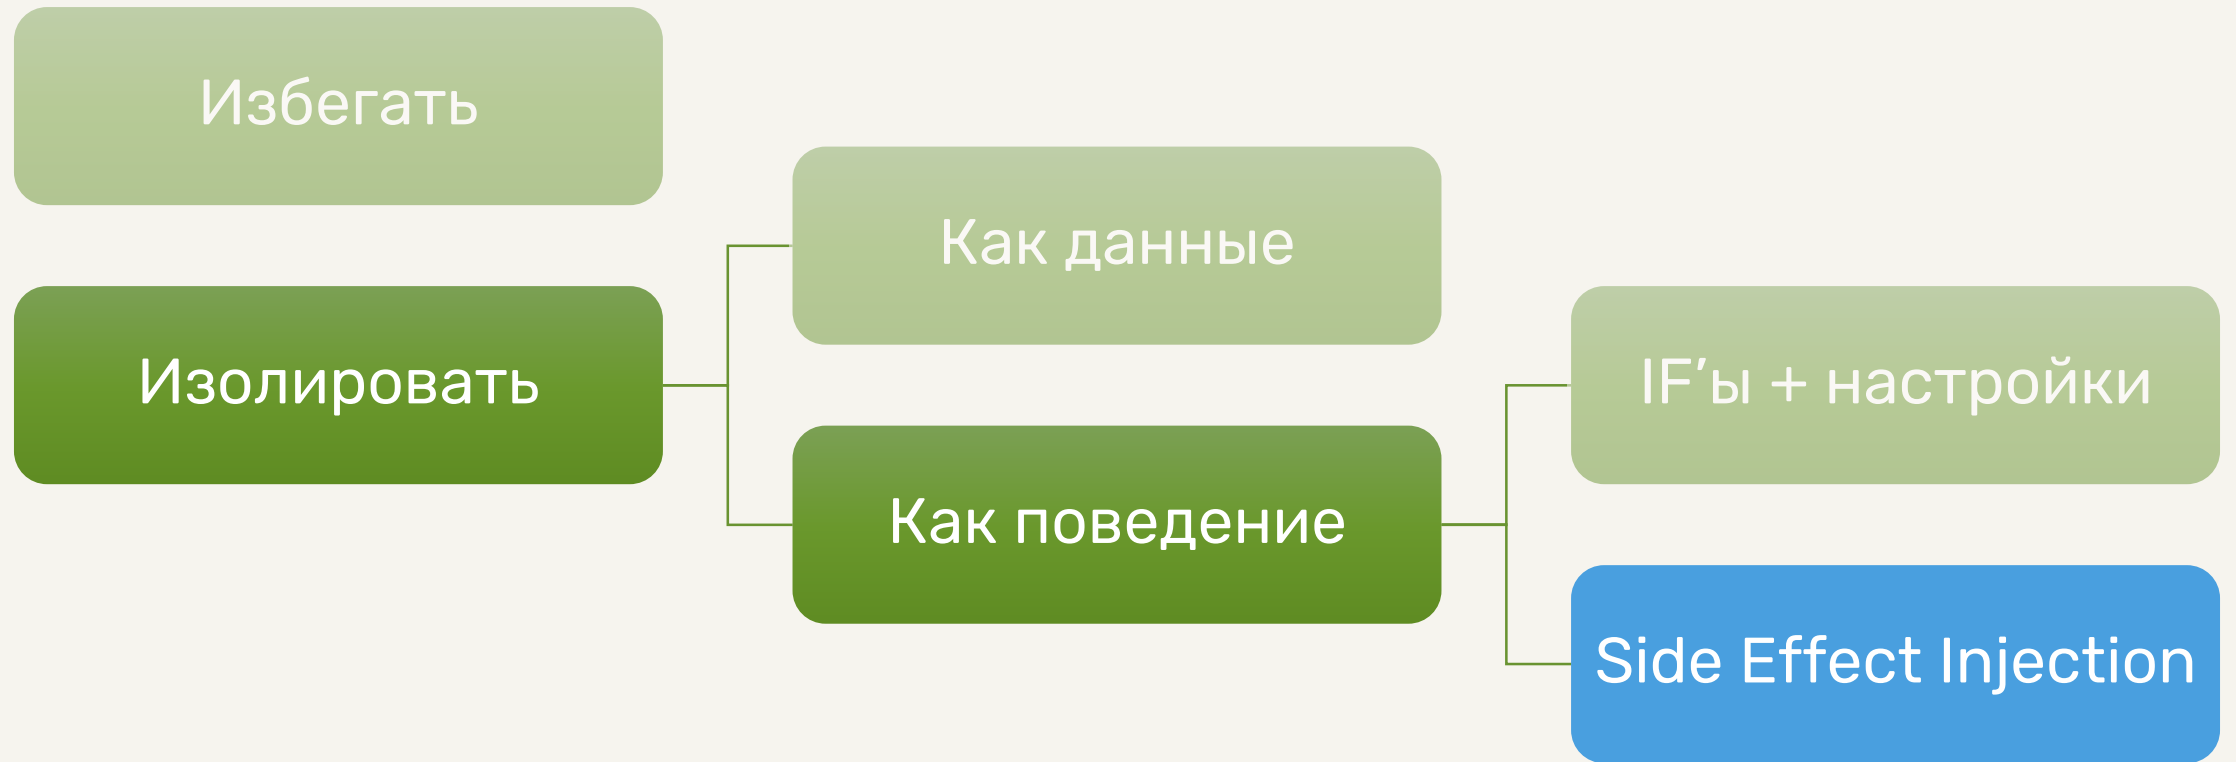 Избегать
Изолировать
Как данные
Как поведение
IF’ы + настройки
Side Effect Injection